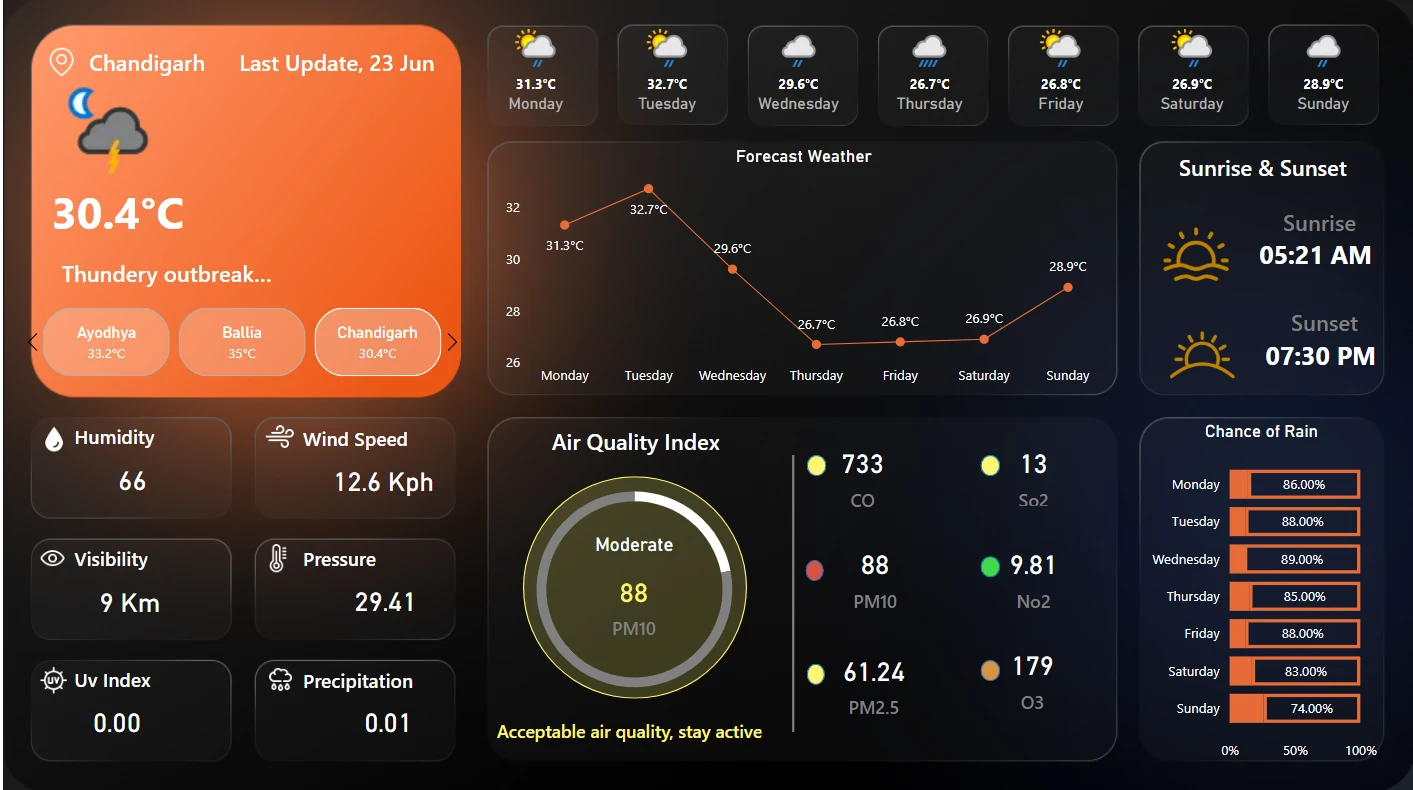 Chandigarh
Last Update, 23 Jun
30.4°C
Thundery outbreak...
Ayodhya
33.2°C
Ballia
35°C
Chandigarh
30.4°C
31.3°C
Monday
32.7°C
Tuesday
29.6°C
Wednesday
26.7°C
Thursday
26.8°C
Friday
26.9°C
Saturday
28.9°C
Sunday
Forecast Weather
32
30
28
26
31.3°C
32.7°C
29.6°C
26.7°C
26.8°C
26.9°C
28.9°C
Monday
Tuesday
Wednesday
Thursday
Friday
Saturday
Sunday
Sunrise & Sunset
Sunrise
05:21 AM
Sunset
07:30 PM
Humidity
66
Wind Speed
12.6 Kph
Visibility
9 Km
Pressure
29.41
UV
Uv Index
0.00
Precipitation
0.01
Air Quality Index
Moderate
88
PM10
Acceptable air quality, stay active
733
CO
13
So2
88
PM10
9.81
No2
61.24
PM2.5
179
O3
Chance of Rain
Monday 86.00%
Tuesday 88.00%
Wednesday 89.00%
Thursday 85.00%
Friday 88.00%
Saturday 83.00%
Sunday 74.00%
0% 50% 100%